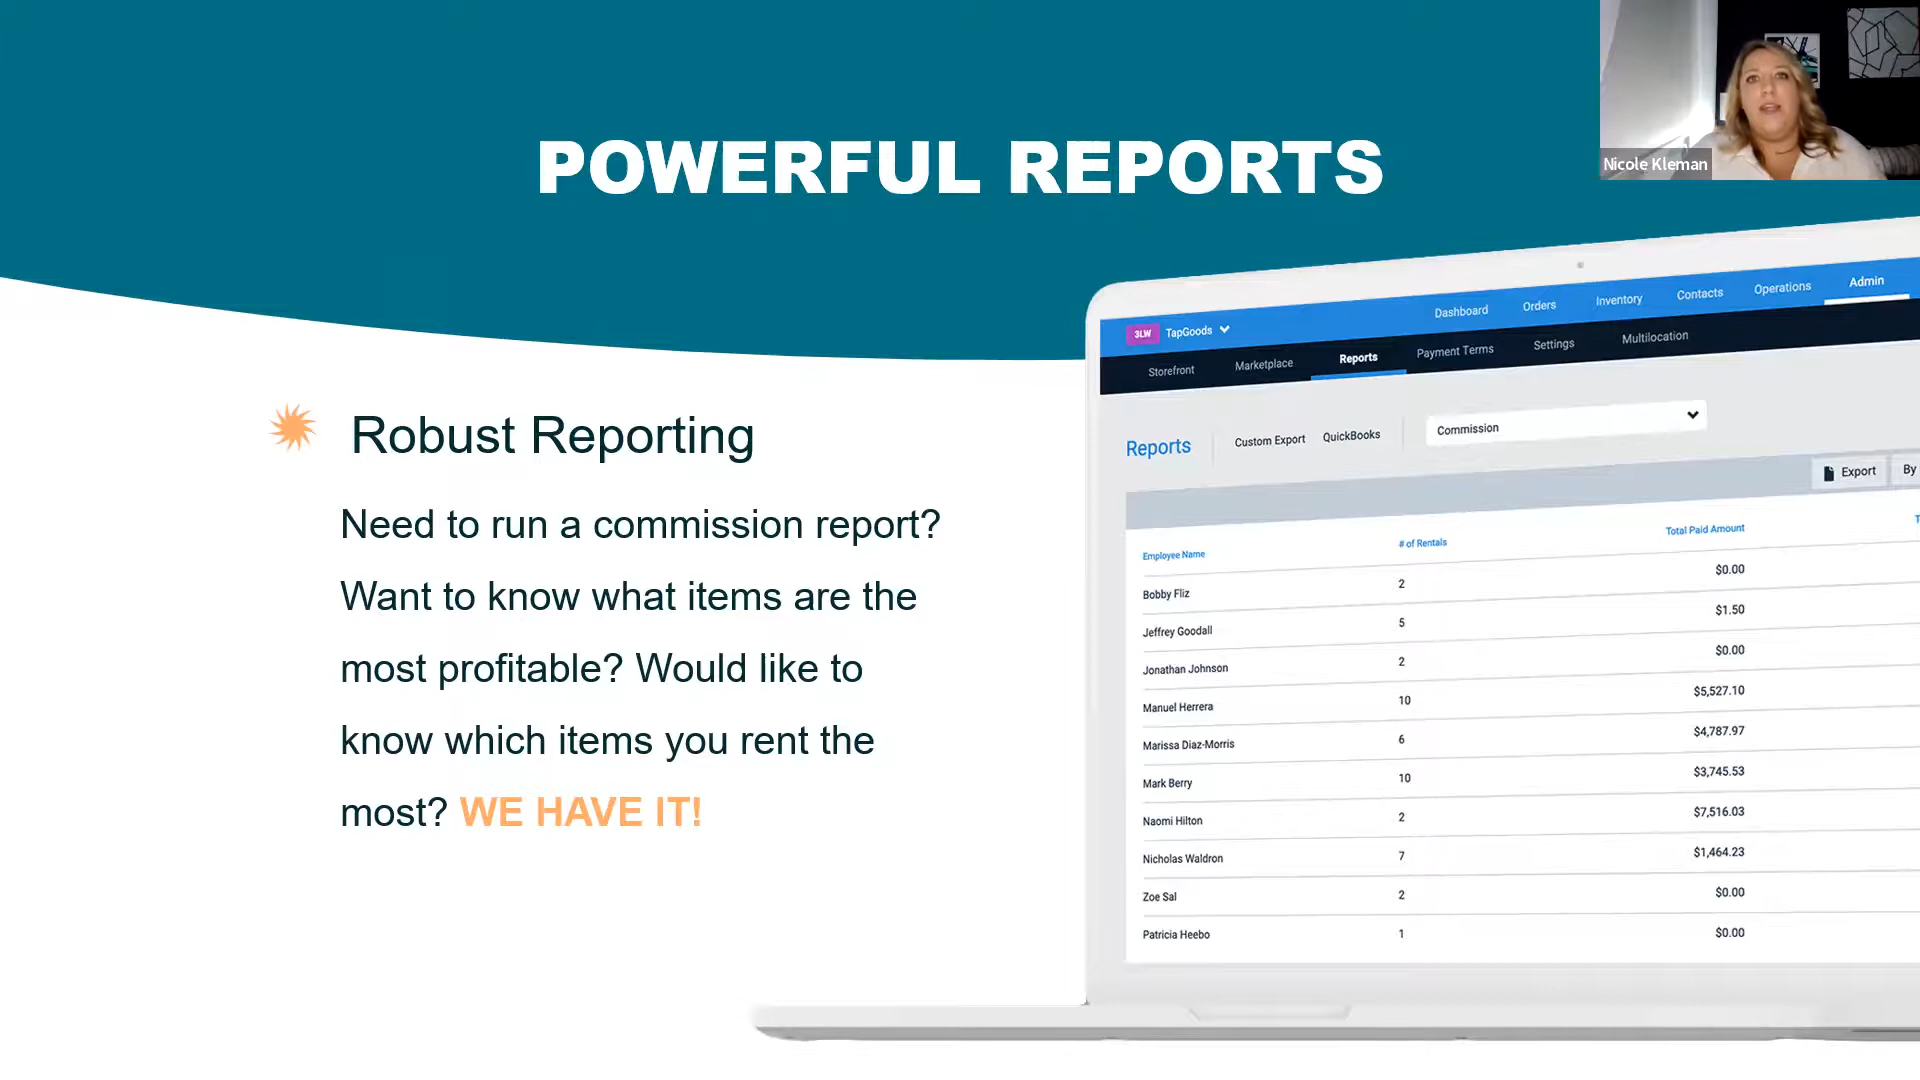 POWERFUL REPORTS
Nicole Kleman
Robust Reporting
Need to run a commission report?
Want to know what items are the
most profitable? Would like to
know which items you rent the
most? WE HAVE IT!
3LW TapGoods Dashboard Orders Inventory Contacts Operations Admin
Storefront Marketplace Reports Payment Terms Settings Multilocation
Reports Custom Export QuickBooks Commission
Export By
Employee Name # of Rentals Total Paid Amount T
Bobby Fliz 2 $0.00
Jeffrey Goodall 5 $1.50
Jonathan Johnson 2 $0.00
Manuel Herrera 10 $5,527.10
Marissa Diaz-Morris 6 $4,787.97
Mark Berry 10 $3,745.53
Naomi Hilton 2 $7,516.03
Nicholas Waldron 7 $1,464.23
Zoe Sal 2 $0.00
Patricia Heebo 1 $0.00